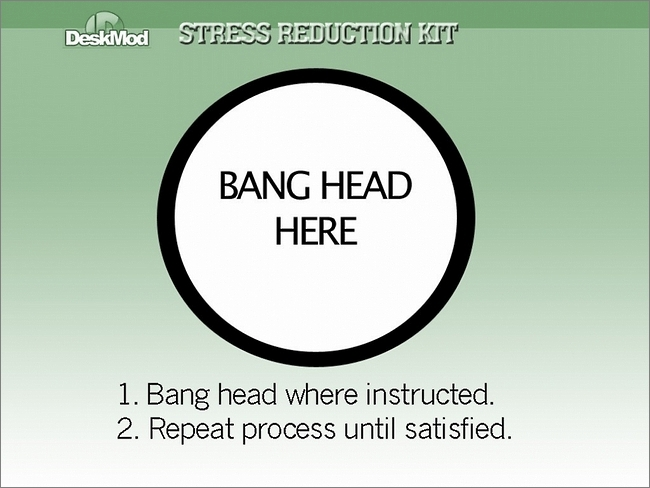 DeskMod
STRESS REDUCTION KIT
BANG HEAD
HERE
1. Bang head where instructed.
2. Repeat process until satisfied.